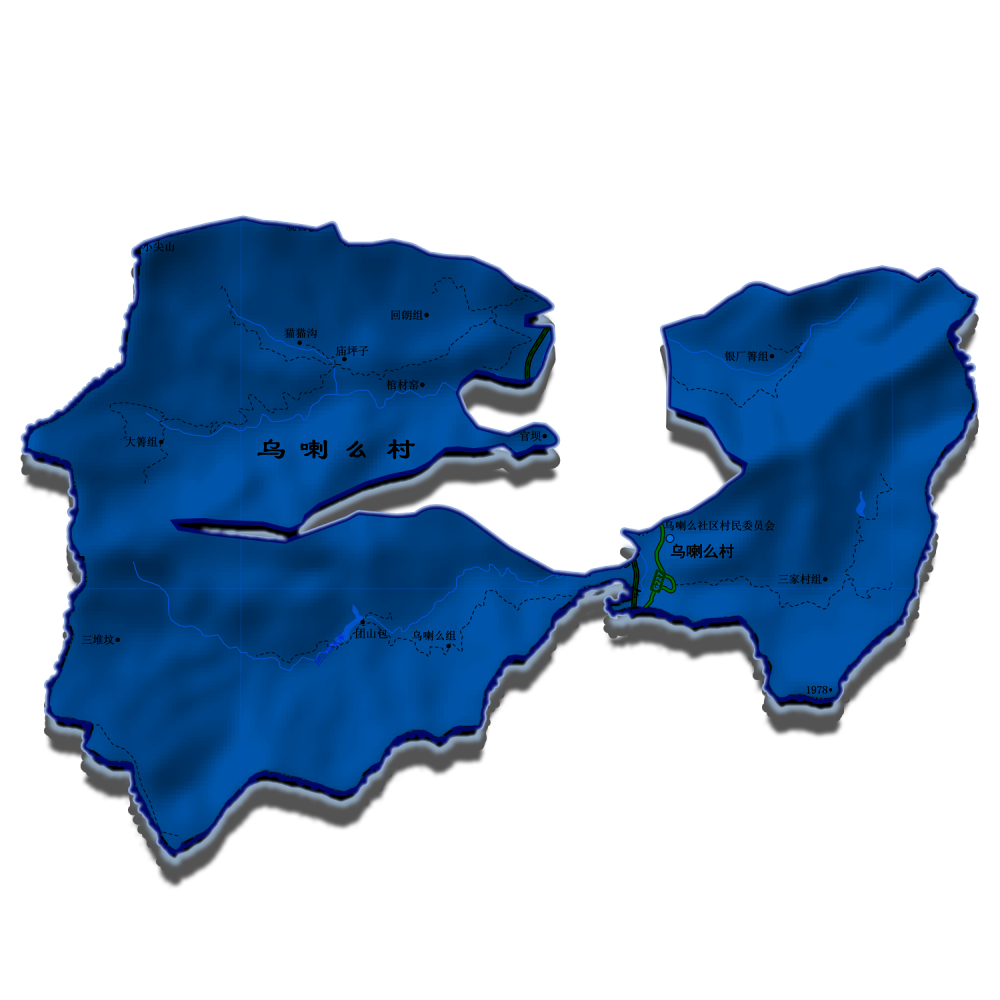 小尖山
回朗组
猫猫沟
庙坪子
银厂箐组
棺材窑
官坝
大箐组
乌喇么村
乌喇么社区村民委员会
乌喇么村
三家村组
团山包
乌喇么组
三堆坟
1978